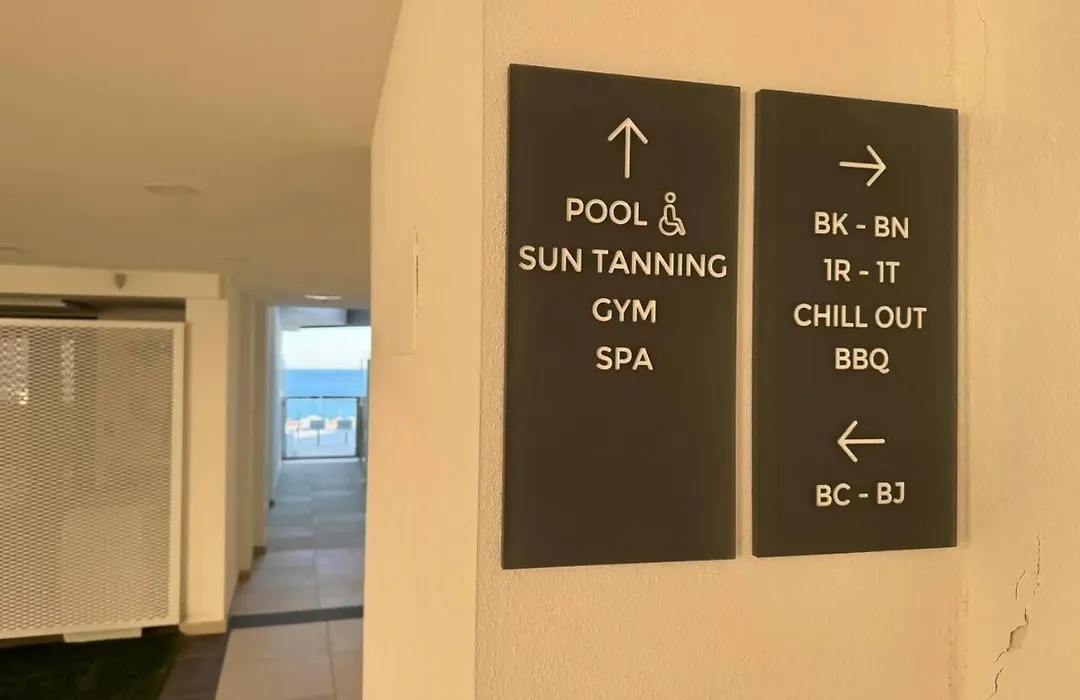 POOL
SUN TANNING
GYM
SPA
BK - BN
1R - 1T
CHILL OUT
BBQ
BC - BJ